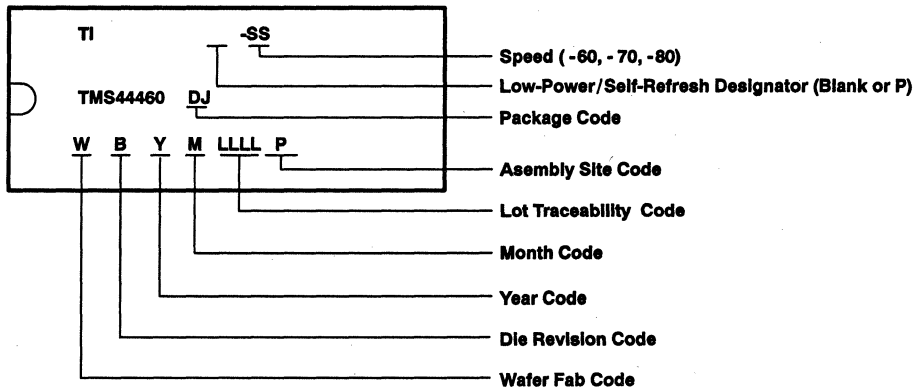 TI -SS
Speed ( -60, - 70, -80)
Low-Power/Self-Refresh Designator (Blank or P)
TMS44460 DJ
Package Code
W B Y M LLLL P
Asembly Site Code
Lot Traceability Code
Month Code
Year Code
Die Revision Code
Wafer Fab Code